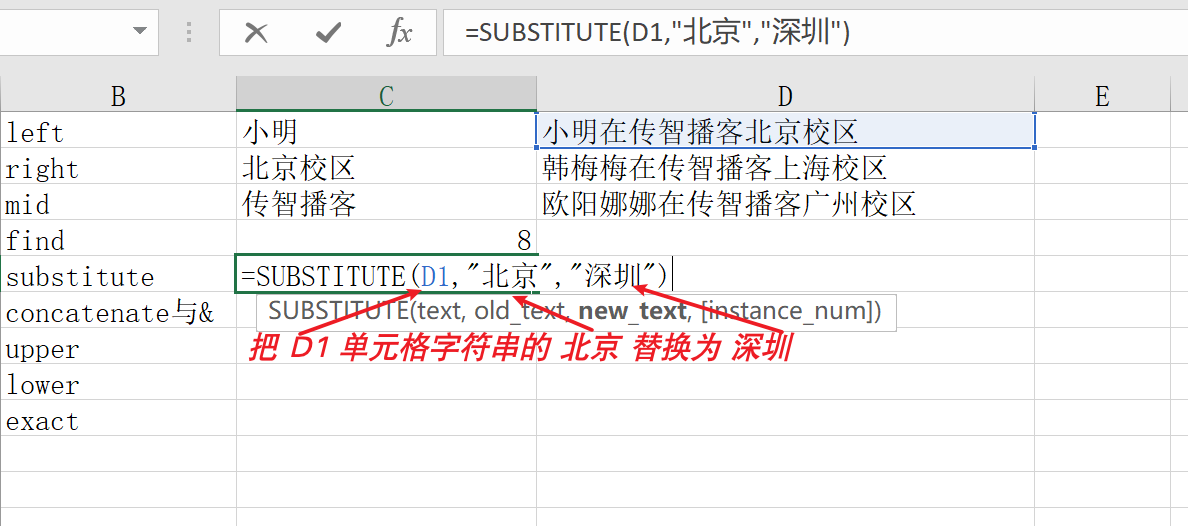 fx =SUBSTITUTE(D1,"北京","深圳")
B C D E
left 小明 小明在传智播客北京校区
right 北京校区 韩梅梅在传智播客上海校区
mid 传智播客 欧阳娜娜在传智播客广州校区
find 8
substitute =SUBSTITUTE(D1,"北京","深圳")
concatenate与& SUBSTITUTE(text, old_text, new_text, [instance_num])
upper 把 D1 单元格字符串的 北京 替换为 深圳
lower
exact